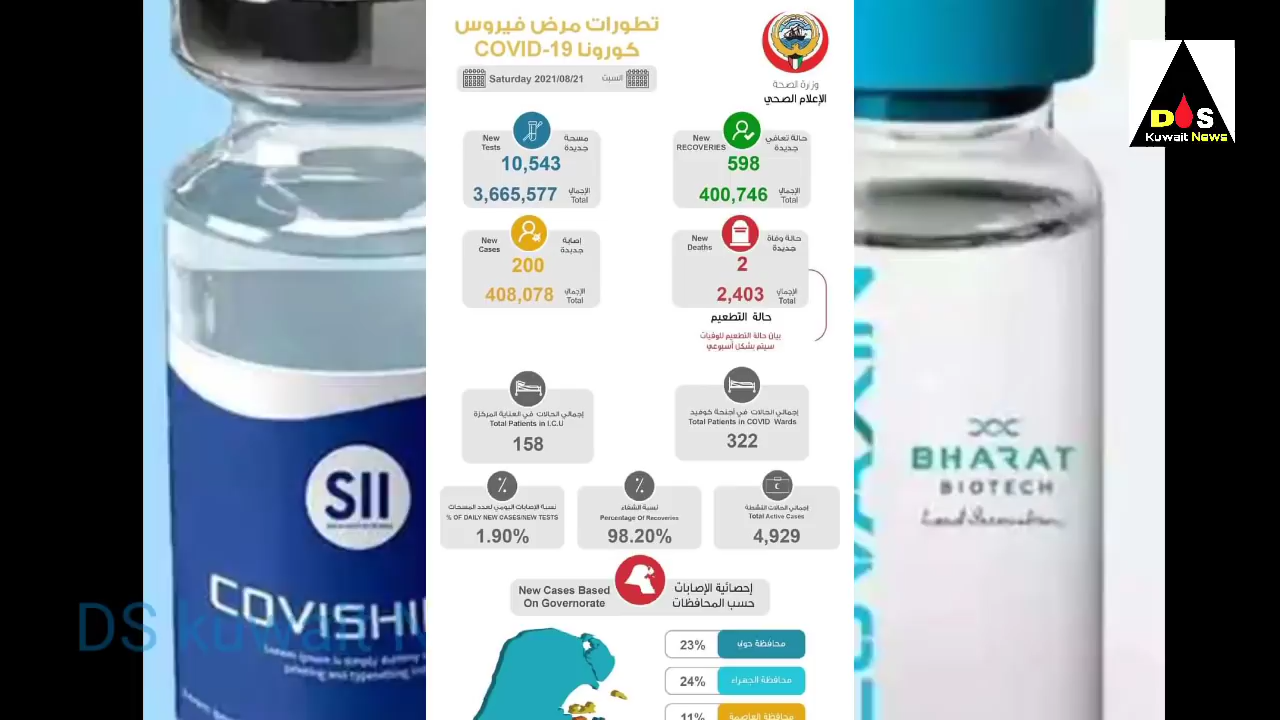 تطورات مرض فيروس
كورونا COVID-19
Saturday 2021/08/21 السبت
وزارة الصحة
الإعلام الصحي
DS
Kuwait News
New
Tests
مسحة
جديدة
10,543
3,665,577
الإجمالي
Total
New
RECOVERIES
حالة تعافي
جديدة
598
400,746
الإجمالي
Total
New
Cases
إصابة
جديدة
200
408,078
الإجمالي
Total
New
Deaths
حالة وفاة
جديدة
2
2,403
الإجمالي
Total
حالة التطعيم
بيان حالة التطعيم للوفيات
سيتم بشكل أسبوعي
إجمالي الحالات في العناية المركزة
Total Patients in I.C.U
158
إجمالي الحالات في أجنحة كوفيد
Total Patients in COVID Wards
322
نسبة الإصابات اليومي لعدد المسحات
% OF DAILY NEW CASES/NEW TESTS
1.90%
نسبة الشفاء
Percentage Of Recoveries
98.20%
إجمالي الحالات النشطة
Total Active Cases
4,929
New Cases Based
On Governorate
إحصائية الإصابات
حسب المحافظات
23% محافظة حولي
24% محافظة الجهراء
11% محافظة العاصمة
SII
COVISHI
DS kuwait
BHARAT
BIOTECH
Lead Innovation